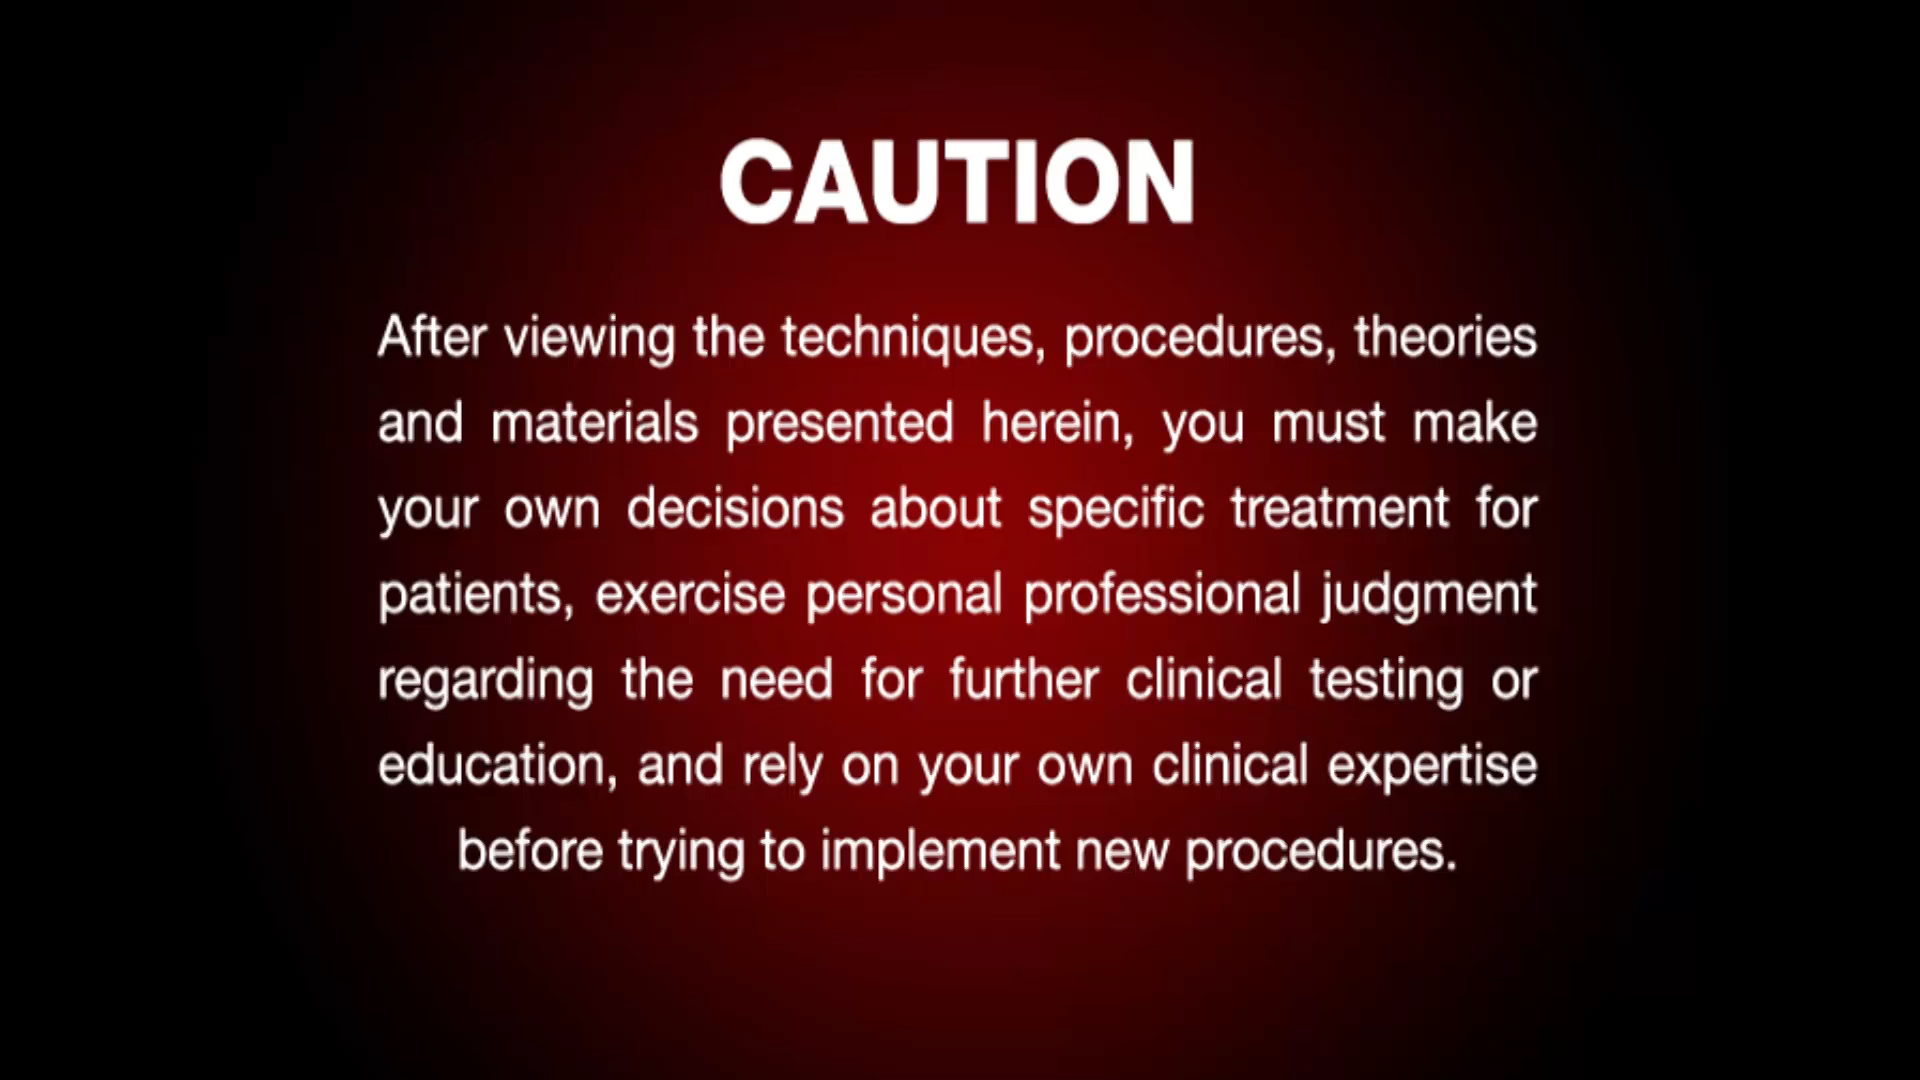 CAUTION
After viewing the techniques, procedures, theories
and materials presented herein, you must make
your own decisions about specific treatment for
patients, exercise personal professional judgment
regarding the need for further clinical testing or
education, and rely on your own clinical expertise
before trying to implement new procedures.